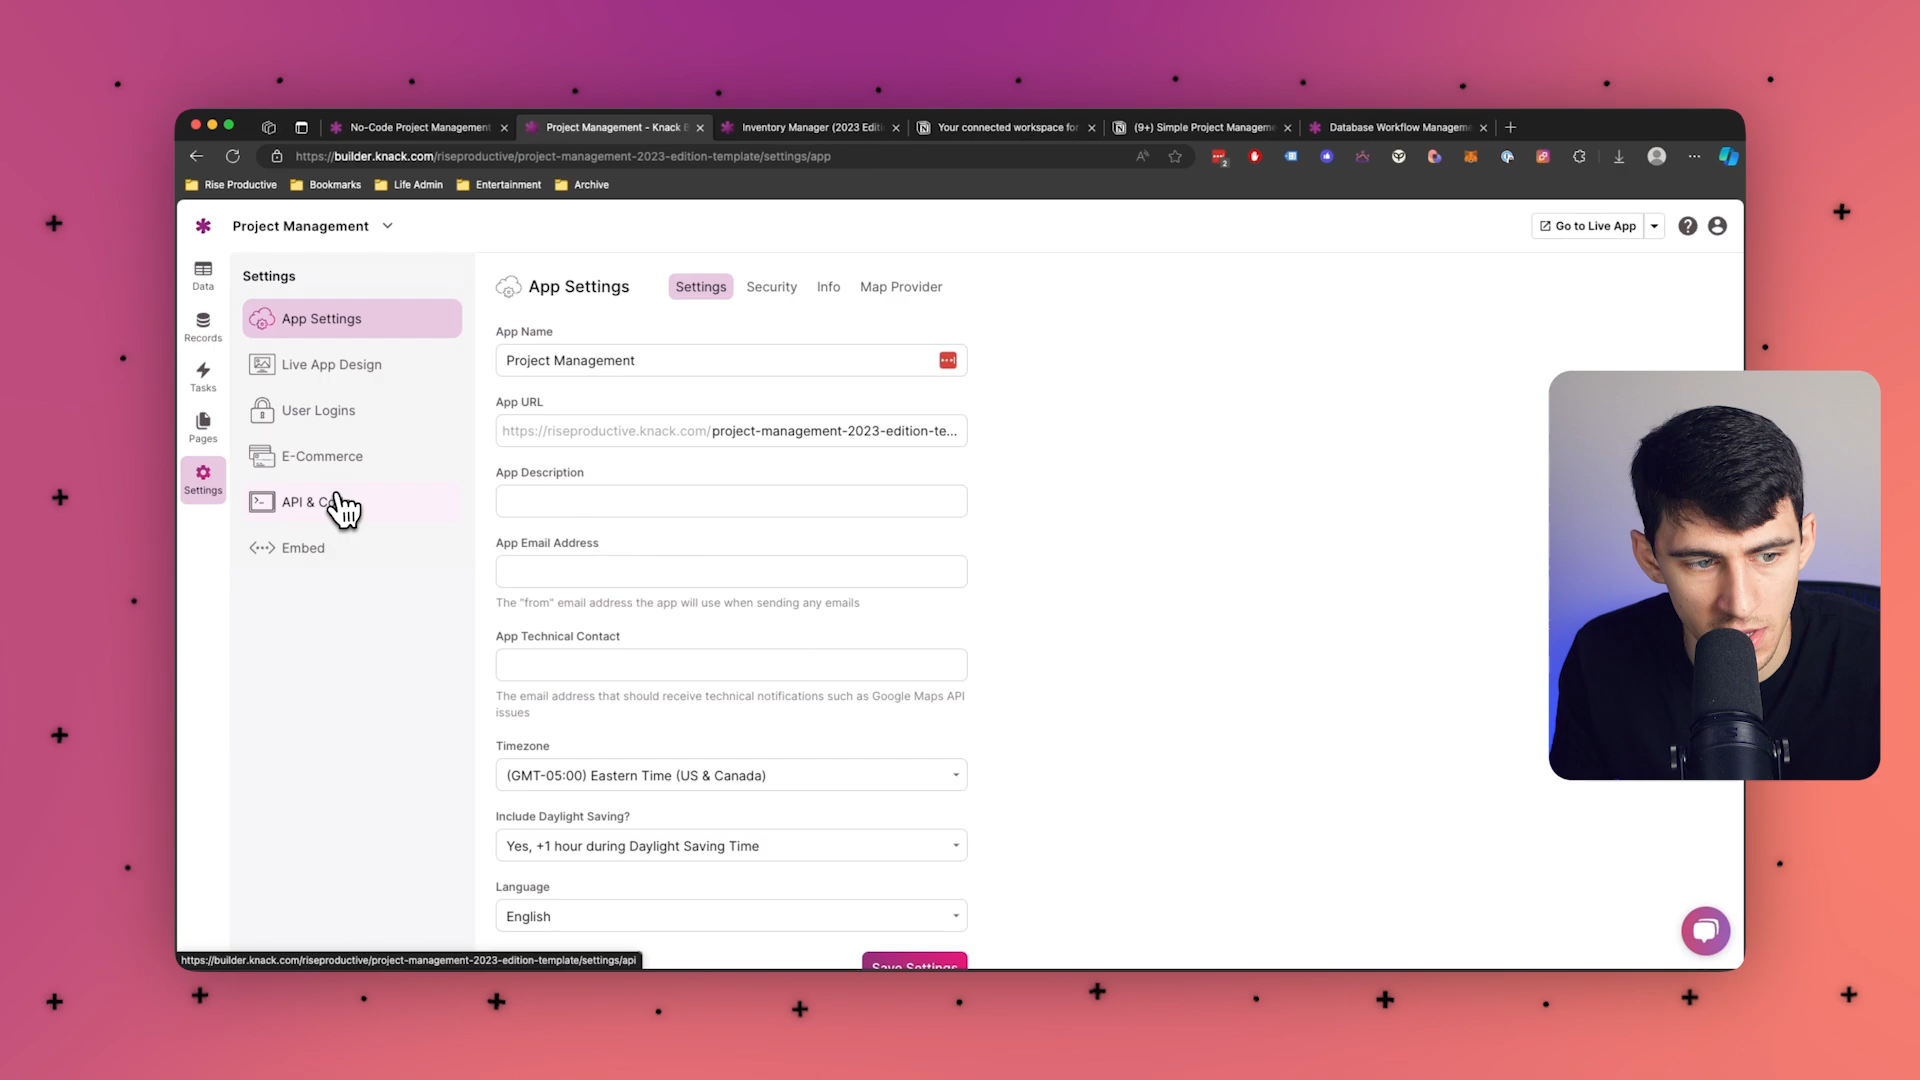 No-Code Project Management
Project Management - Knack
Inventory Manager (2023 Editi
Your connected workspace for
(9+) Simple Project Manageme
Database Workflow Manageme
https://builder.knack.com/riseproductive/project-management-2023-edition-template/settings/app
2
Rise Productive
Bookmarks
Life Admin
Entertainment
Archive
Project Management
Go to Live App
Data
Records
Tasks
Pages
Settings
Settings
App Settings
Live App Design
User Logins
E-Commerce
API &
Embed
App Settings
Settings
Security
Info
Map Provider
App Name
Project Management
App URL
https://riseproductive.knack.com/project-management-2023-edition-te...
App Description
App Email Address
The "from" email address the app will use when sending any emails
App Technical Contact
The email address that should receive technical notifications such as Google Maps API
issues
Timezone
(GMT-05:00) Eastern Time (US & Canada)
Include Daylight Saving?
Yes, +1 hour during Daylight Saving Time
Language
English
Save Settings
https://builder.knack.com/riseproductive/project-management-2023-edition-template/settings/api